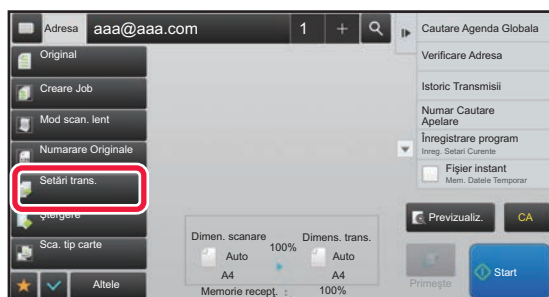 Adresa aaa@aaa.com 1 +
Original
Creare Job
Mod scan. lent
Numarare Originale
Setări trans.
Ştergere
Sca. tip carte
Altele
Dimen. scanare
100%
Dimens. trans.
Auto
A4
Auto
A4
Memorie recepţ. : 100%
Cautare Agenda Globala
Verificare Adresa
Istoric Transmisii
Numar Cautare
Apelare
Înregistrare program
Inreg. Setari Curente
Fişier instant
Mem. Datele Temporar
Previzualiz.
CA
Primeşte
Start